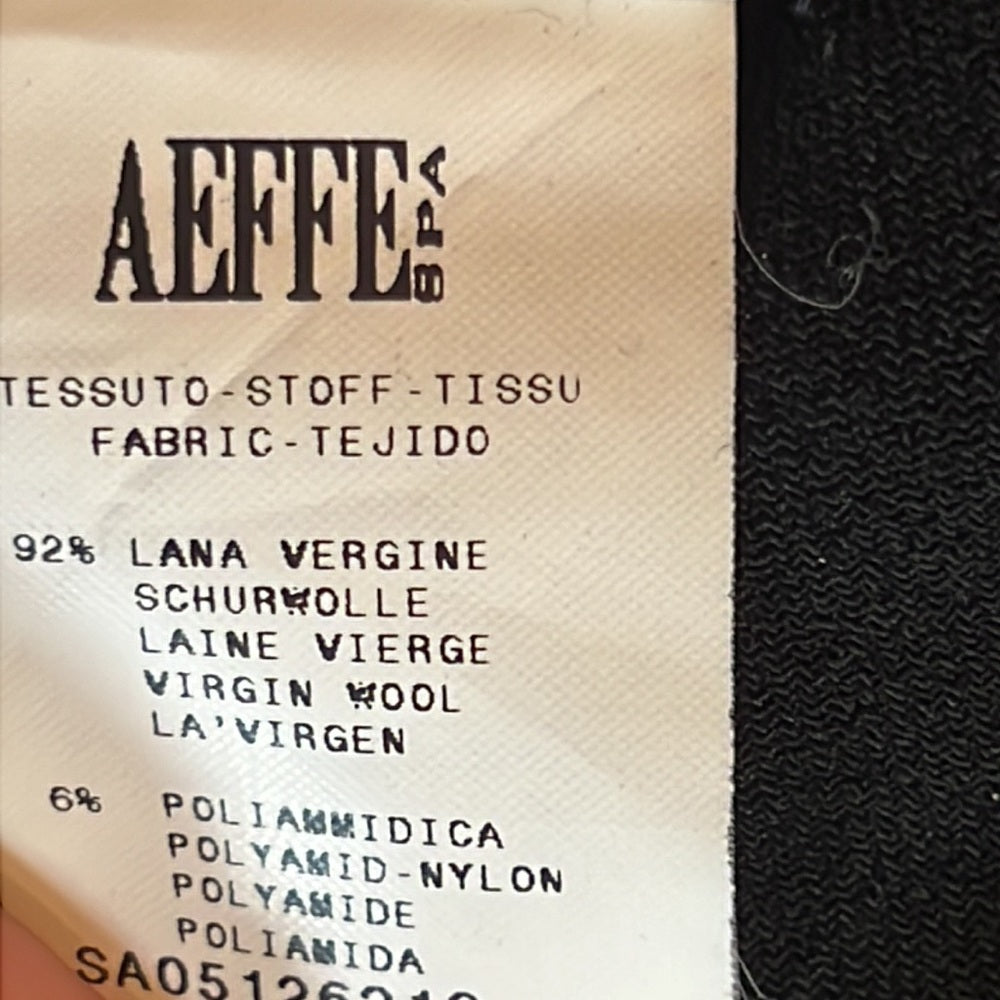 AEFFE SPA
TESSUTO-STOFF-TISSU
FABRIC-TEJIDO
92% LANA VERGINE
SCHURWOLLE
LAINE VIERGE
VIRGIN WOOL
LA'VIRGEN
6% POLIAMMIDICA
POLYAMID-NYLON
POLYAMIDE
POLIAMIDA